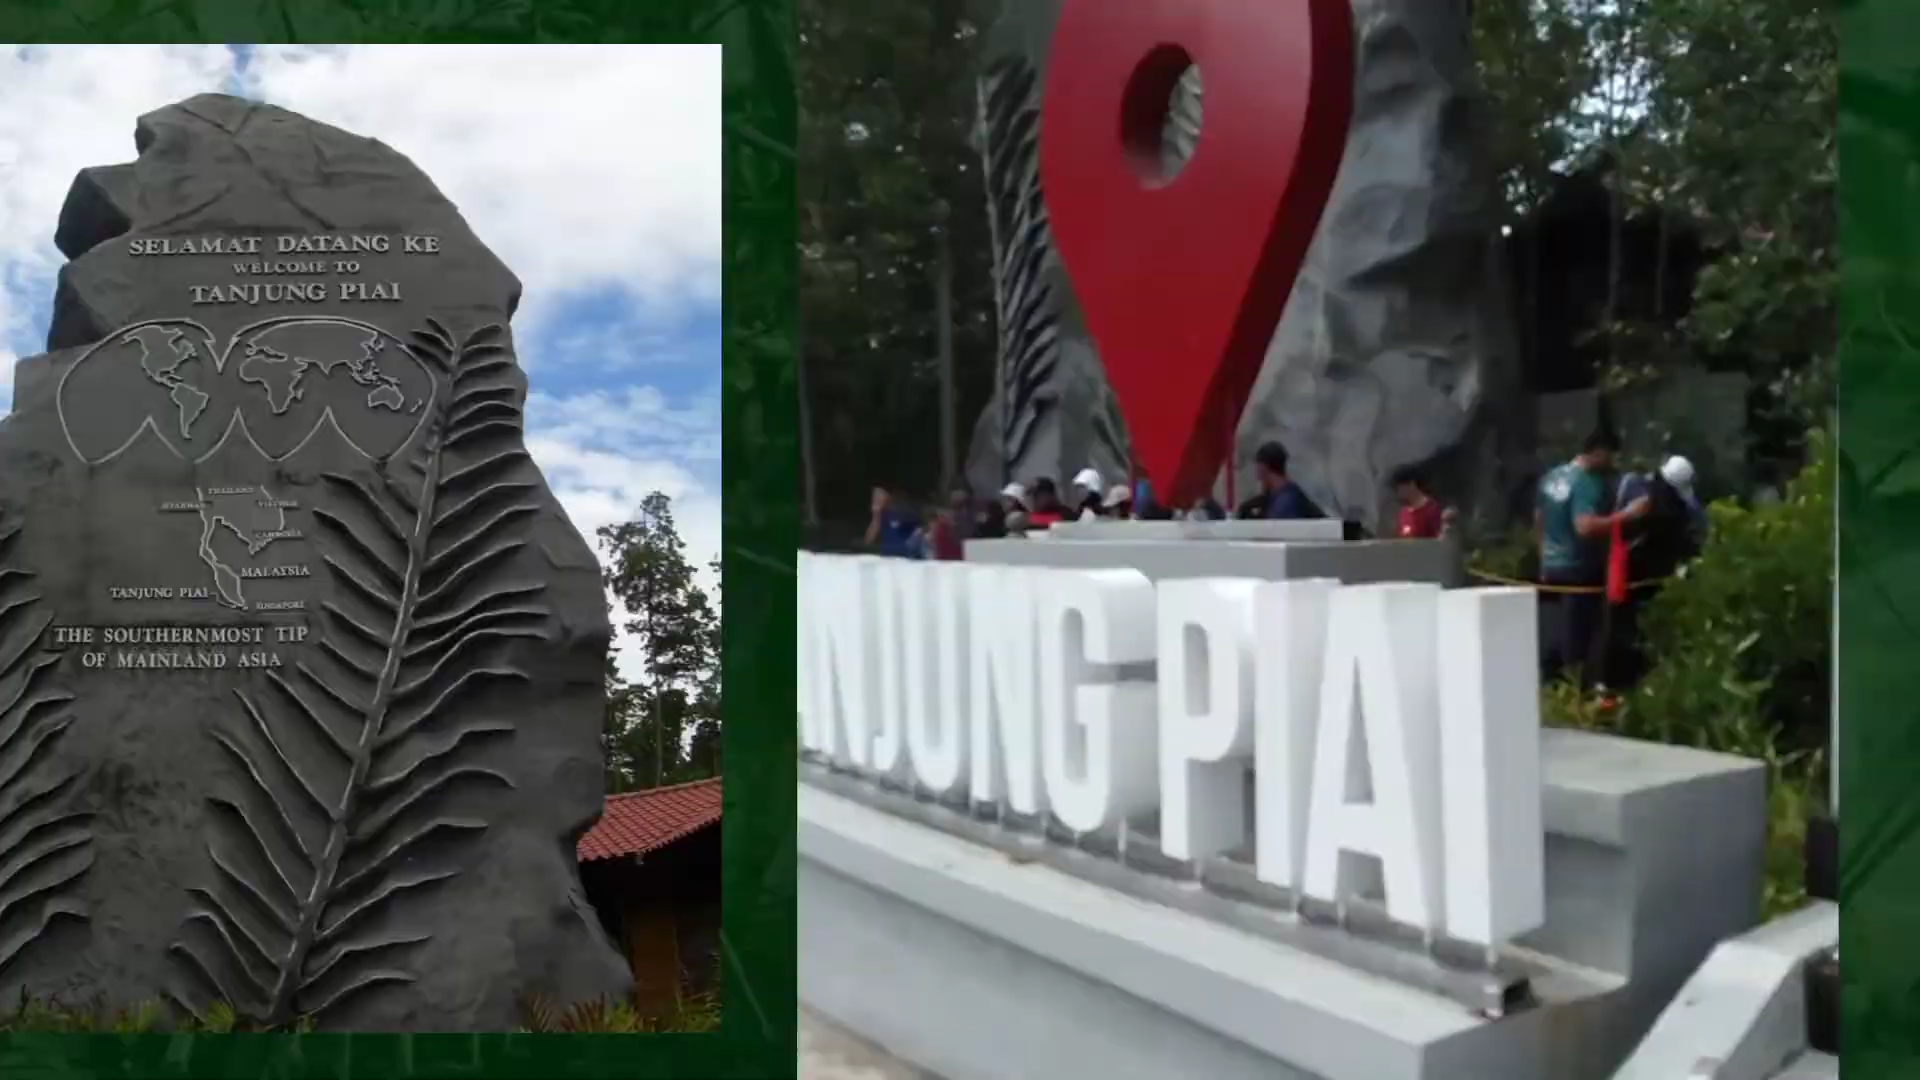 SELAMAT DATANG KE
WELCOME TO
TANJUNG PIAI
THAILAND
MYANMAR
VIETNAM
CAMBODIA
MALAYSIA
TANJUNG PIAI
SINGAPORE
THE SOUTHERNMOST TIP
OF MAINLAND ASIA
ANJUNG PIAI